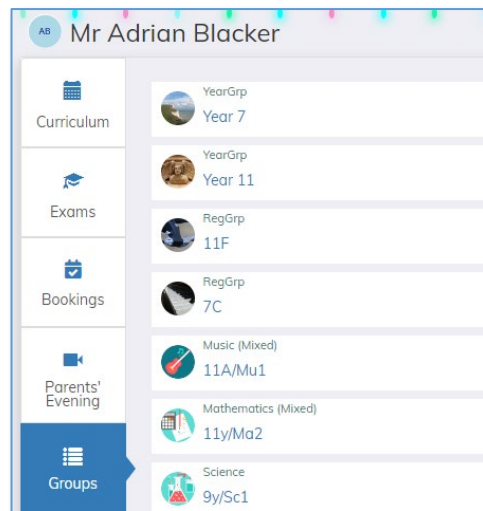 AB Mr Adrian Blacker
Curriculum
Exams
Bookings
Parents'
Evening
Groups
YearGrp
Year 7
YearGrp
Year 11
RegGrp
11F
RegGrp
7C
Music (Mixed)
11A/Mu1
Mathematics (Mixed)
11y/Ma2
Science
9y/Sc1